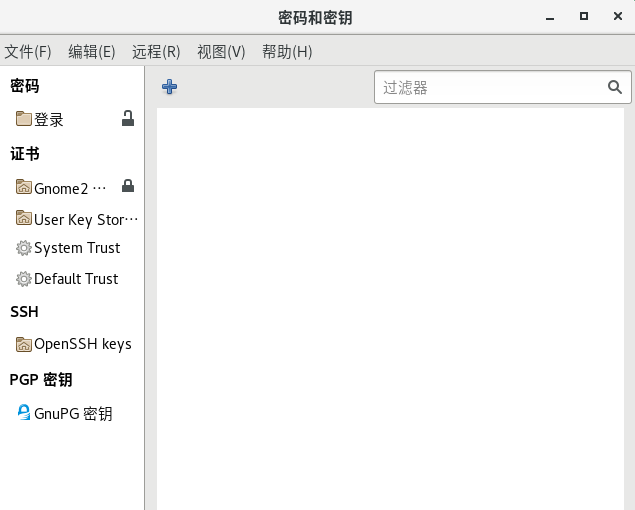 密码和密钥
文件(F) 编辑(E) 远程(R) 视图(V) 帮助(H)
密码
过滤器
登录
证书
Gnome2 …
User Key Stor…
System Trust
Default Trust
SSH
OpenSSH keys
PGP 密钥
GnuPG 密钥